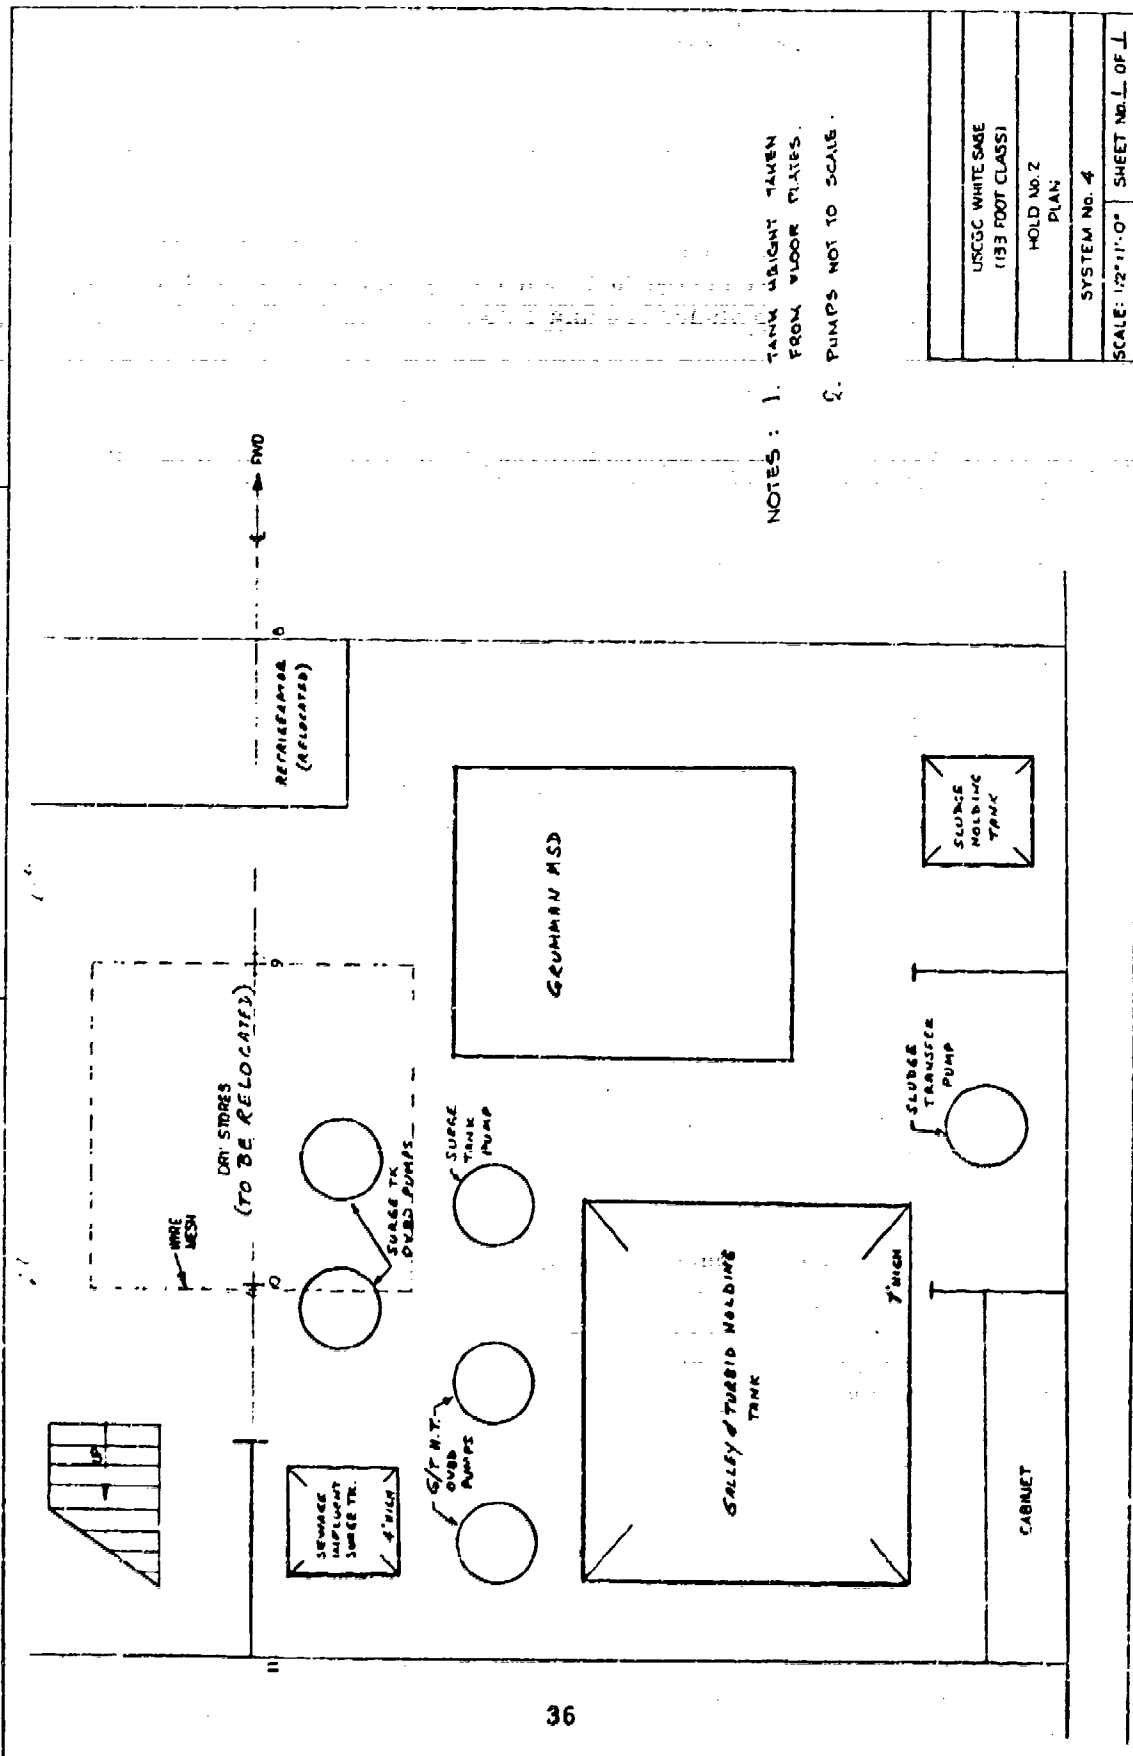 UP
WIRE
MESH
DRY STORES
(TO BE RELOCATED)
REFRIGERATOR
(RELOCATED)
FWD
11
10
9
8
SEWAGE
INFLUENT
SURGE TK.
4' HIGH
SURGE TK
OVBD PUMPS
G/T H.T.
OVBD
PUMPS
SURGE
TANK
PUMP
GRUMMAN MSD
GALLEY & TURBID HOLDING
TANK
7' HIGH
SLUDGE
TRANSFER
PUMP
SLUDGE
HOLDING
TANK
CABINET
NOTES: 1. TANK HEIGHT TAKEN
FROM FLOOR PLATES.
2. PUMPS NOT TO SCALE.
USCGC WHITE SAGE
(133 FOOT CLASS)
HOLD No. 2
PLAN
SYSTEM No. 4
SCALE: 1/2"=1'-0" SHEET No. 1 OF 1
36